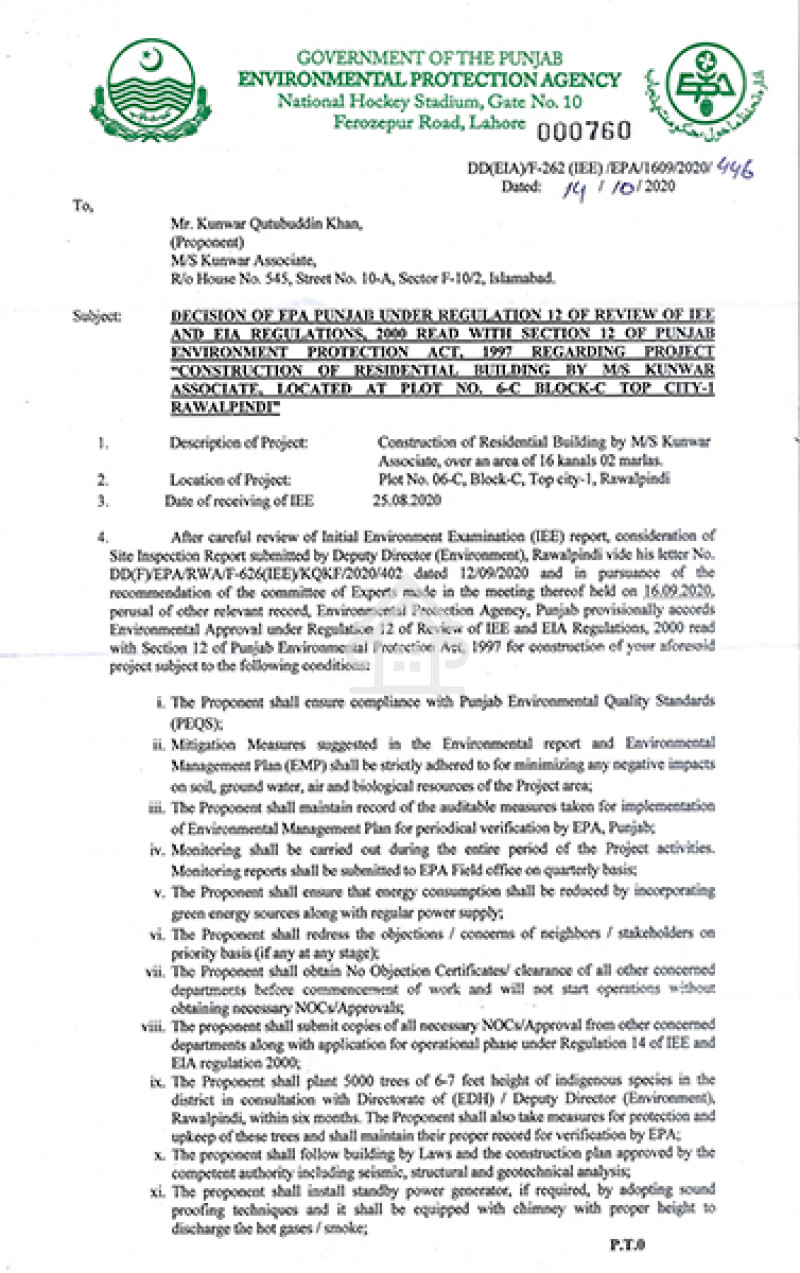 GOVERNMENT OF THE PUNJAB
ENVIRONMENTAL PROTECTION AGENCY
National Hockey Stadium, Gate No. 10
Ferozepur Road, Lahore 000760
EPA
DD(EIA)/F-262 (IEE) /EPA/1609/2020/ 446
Dated: 14 / 10 / 2020
To,
Mr. Kunwar Qutubuddin Khan,
(Proponent)
M/S Kunwar Associate,
R/o House No. 545, Street No. 10-A, Sector F-10/2, Islamabad.
Subject: DECISION OF EPA PUNJAB UNDER REGULATION 12 OF REVIEW OF IEE
AND EIA REGULATIONS, 2000 READ WITH SECTION 12 OF PUNJAB
ENVIRONMENT PROTECTION ACT, 1997 REGARDING PROJECT
"CONSTRUCTION OF RESIDENTIAL BUILDING BY M/S KUNWAR
ASSOCIATE, LOCATED AT PLOT NO. 6-C BLOCK-C TOP CITY-1
RAWALPINDI"
1. Description of Project: Construction of Residential Building by M/S Kunwar
Associate, over an area of 16 kanals 02 marlas.
2. Location of Project: Plot No. 06-C, Block-C, Top city-1, Rawalpindi
3. Date of receiving of IEE 25.08.2020
4. After careful review of Initial Environment Examination (IEE) report, consideration of
Site Inspection Report submitted by Deputy Director (Environment), Rawalpindi vide his letter No.
DD(F)/EPA/RWA/F-626(IEE)/KQKF/2020/402 dated 12/09/2020 and in pursuance of the
recommendation of the committee of Experts made in the meeting thereof held on 16.09.2020,
perusal of other relevant record, Environmental Protection Agency, Punjab provisionally accords
Environmental Approval under Regulation 12 of Review of IEE and EIA Regulations, 2000 read
with Section 12 of Punjab Environmental Protection Act, 1997 for construction of your aforesoid
project subject to the following conditions:
i. The Proponent shall ensure compliance with Punjab Environmental Quality Standards
(PEQS);
ii. Mitigation Measures suggested in the Environmental report and Environmental
Management Plan (EMP) shall be strictly adhered to for minimizing any negative impacts
on soil, ground water, air and biological resources of the Project area;
iii. The Proponent shall maintain record of the auditable measures taken for implementation
of Environmental Management Plan for periodical verification by EPA, Punjab;
iv. Monitoring shall be carried out during the entire period of the Project activities.
Monitoring reports shall be submitted to EPA Field office on quarterly basis;
v. The Proponent shall ensure that energy consumption shall be reduced by incorporating
green energy sources along with regular power supply;
vi. The Proponent shall redress the objections / concerns of neighbors / stakeholders on
priority basis (if any at any stage);
vii. The Proponent shall obtain No Objection Certificates/ clearance of all other concerned
departments before commencement of work and will not start operations without
obtaining necessary NOCs/Approvals;
viii. The proponent shall submit copies of all necessary NOCs/Approval from other concerned
departments along with application for operational phase under Regulation 14 of IEE and
EIA regulation 2000;
ix. The Proponent shall plant 5000 trees of 6-7 feet height of indigenous species in the
district in consultation with Directorate of (EDH) / Deputy Director (Environment),
Rawalpindi, within six months. The Proponent shall also take measures for protection and
upkeep of these trees and shall maintain their proper record for verification by EPA;
x. The proponent shall follow building by Laws and the construction plan approved by the
competent authority including seismic, structural and geotechnical analysis;
xi. The proponent shall install standby power generator, if required, by adopting sound
proofing techniques and it shall be equipped with chimney with proper height to
discharge the hot gases / smoke;
P.T.0